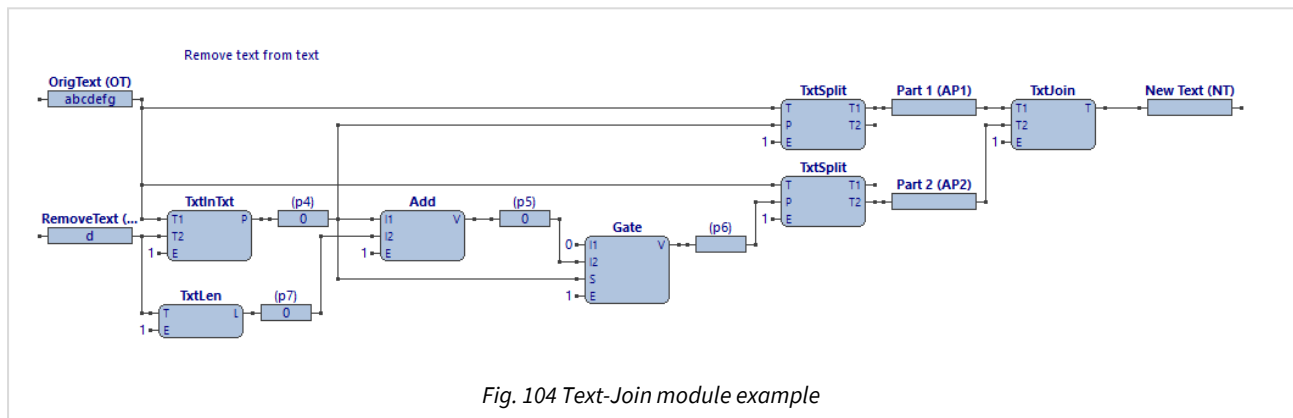 Remove text from text
OrigText (OT)
abcdefg
TxtSplit
T T1
P T2
1 E
Part 1 (AP1)
TxtJoin
T1 T
T2
1 E
New Text (NT)
TxtSplit
T T1
P T2
1 E
Part 2 (AP2)
RemoveText (...
d
TxtInTxt
T1 P
T2
1 E
(p4)
0
Add
I1 V
I2
1 E
(p5)
0
Gate
0 I1 V
I2
S
1 E
(p6)
TxtLen
T L
1 E
(p7)
0
Fig. 104 Text-Join module example